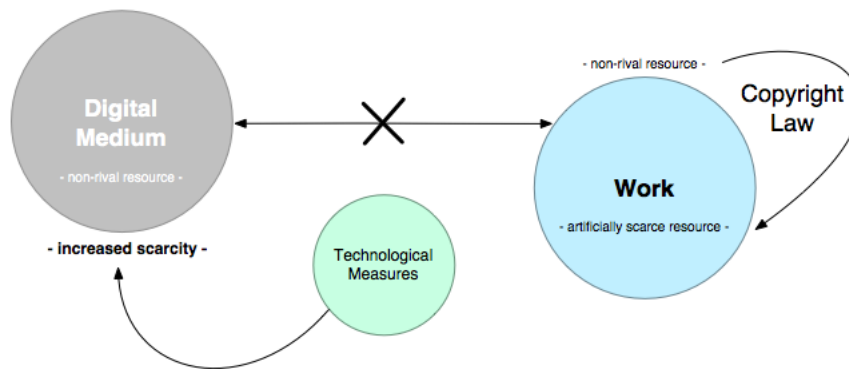 Digital
Medium
- non-rival resource -
- increased scarcity -
Technological
Measures
- non-rival resource -
Copyright
Law
Work
- artificially scarce resource -